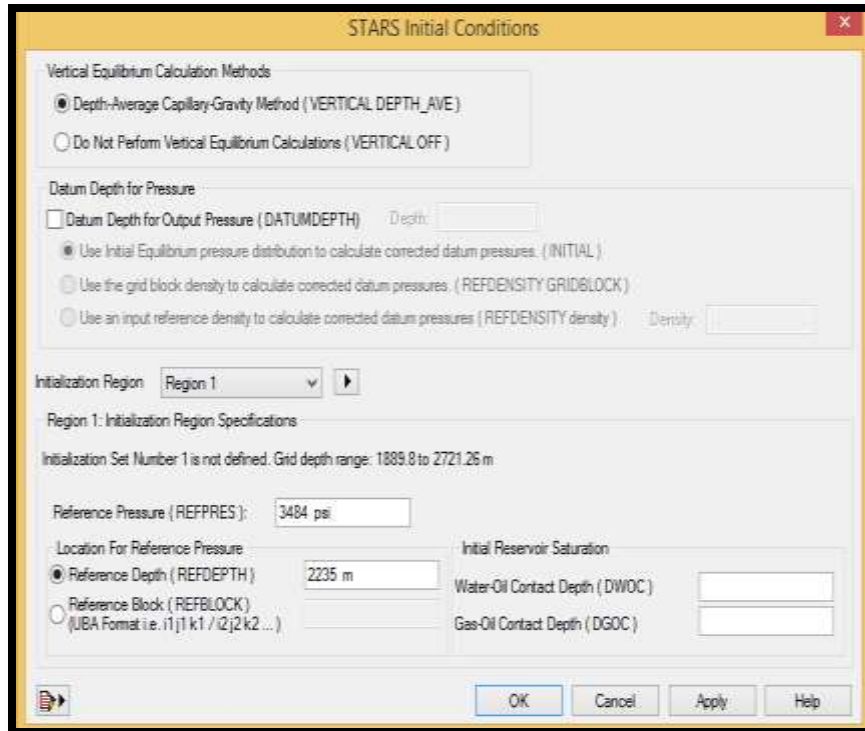 STARS Initial Conditions
x
Vertical Equilibrium Calculation Methods
Depth-Average Capillary-Gravity Method ( VERTICAL DEPTH_AVE )
Do Not Perform Vertical Equilibrium Calculations ( VERTICAL OFF )
Datum Depth for Pressure
Datum Depth for Output Pressure ( DATUMDEPTH) Depth:
Use Initial Equilibrium pressure distribution to calculate corrected datum pressures. ( INITIAL )
Use the grid block density to calculate corrected datum pressures. ( REFDENSITY GRIDBLOCK )
Use an input reference density to calculate corrected datum pressures ( REFDENSITY density ) Density:
Initialization Region Region 1
Region 1: Initialization Region Specifications
Initialization Set Number 1 is not defined. Grid depth range: 1889.8 to 2721.26 m
Reference Pressure ( REFPRES ): 3484 psi
Location For Reference Pressure
Reference Depth ( REFDEPTH ) 2235 m
Reference Block ( REFBLOCK )
(UBA Format i.e. i1 j1 k1 / i2 j2 k2 ... )
Initial Reservoir Saturation
Water-Oil Contact Depth ( DWOC )
Gas-Oil Contact Depth ( DGOC )
OK Cancel Apply Help